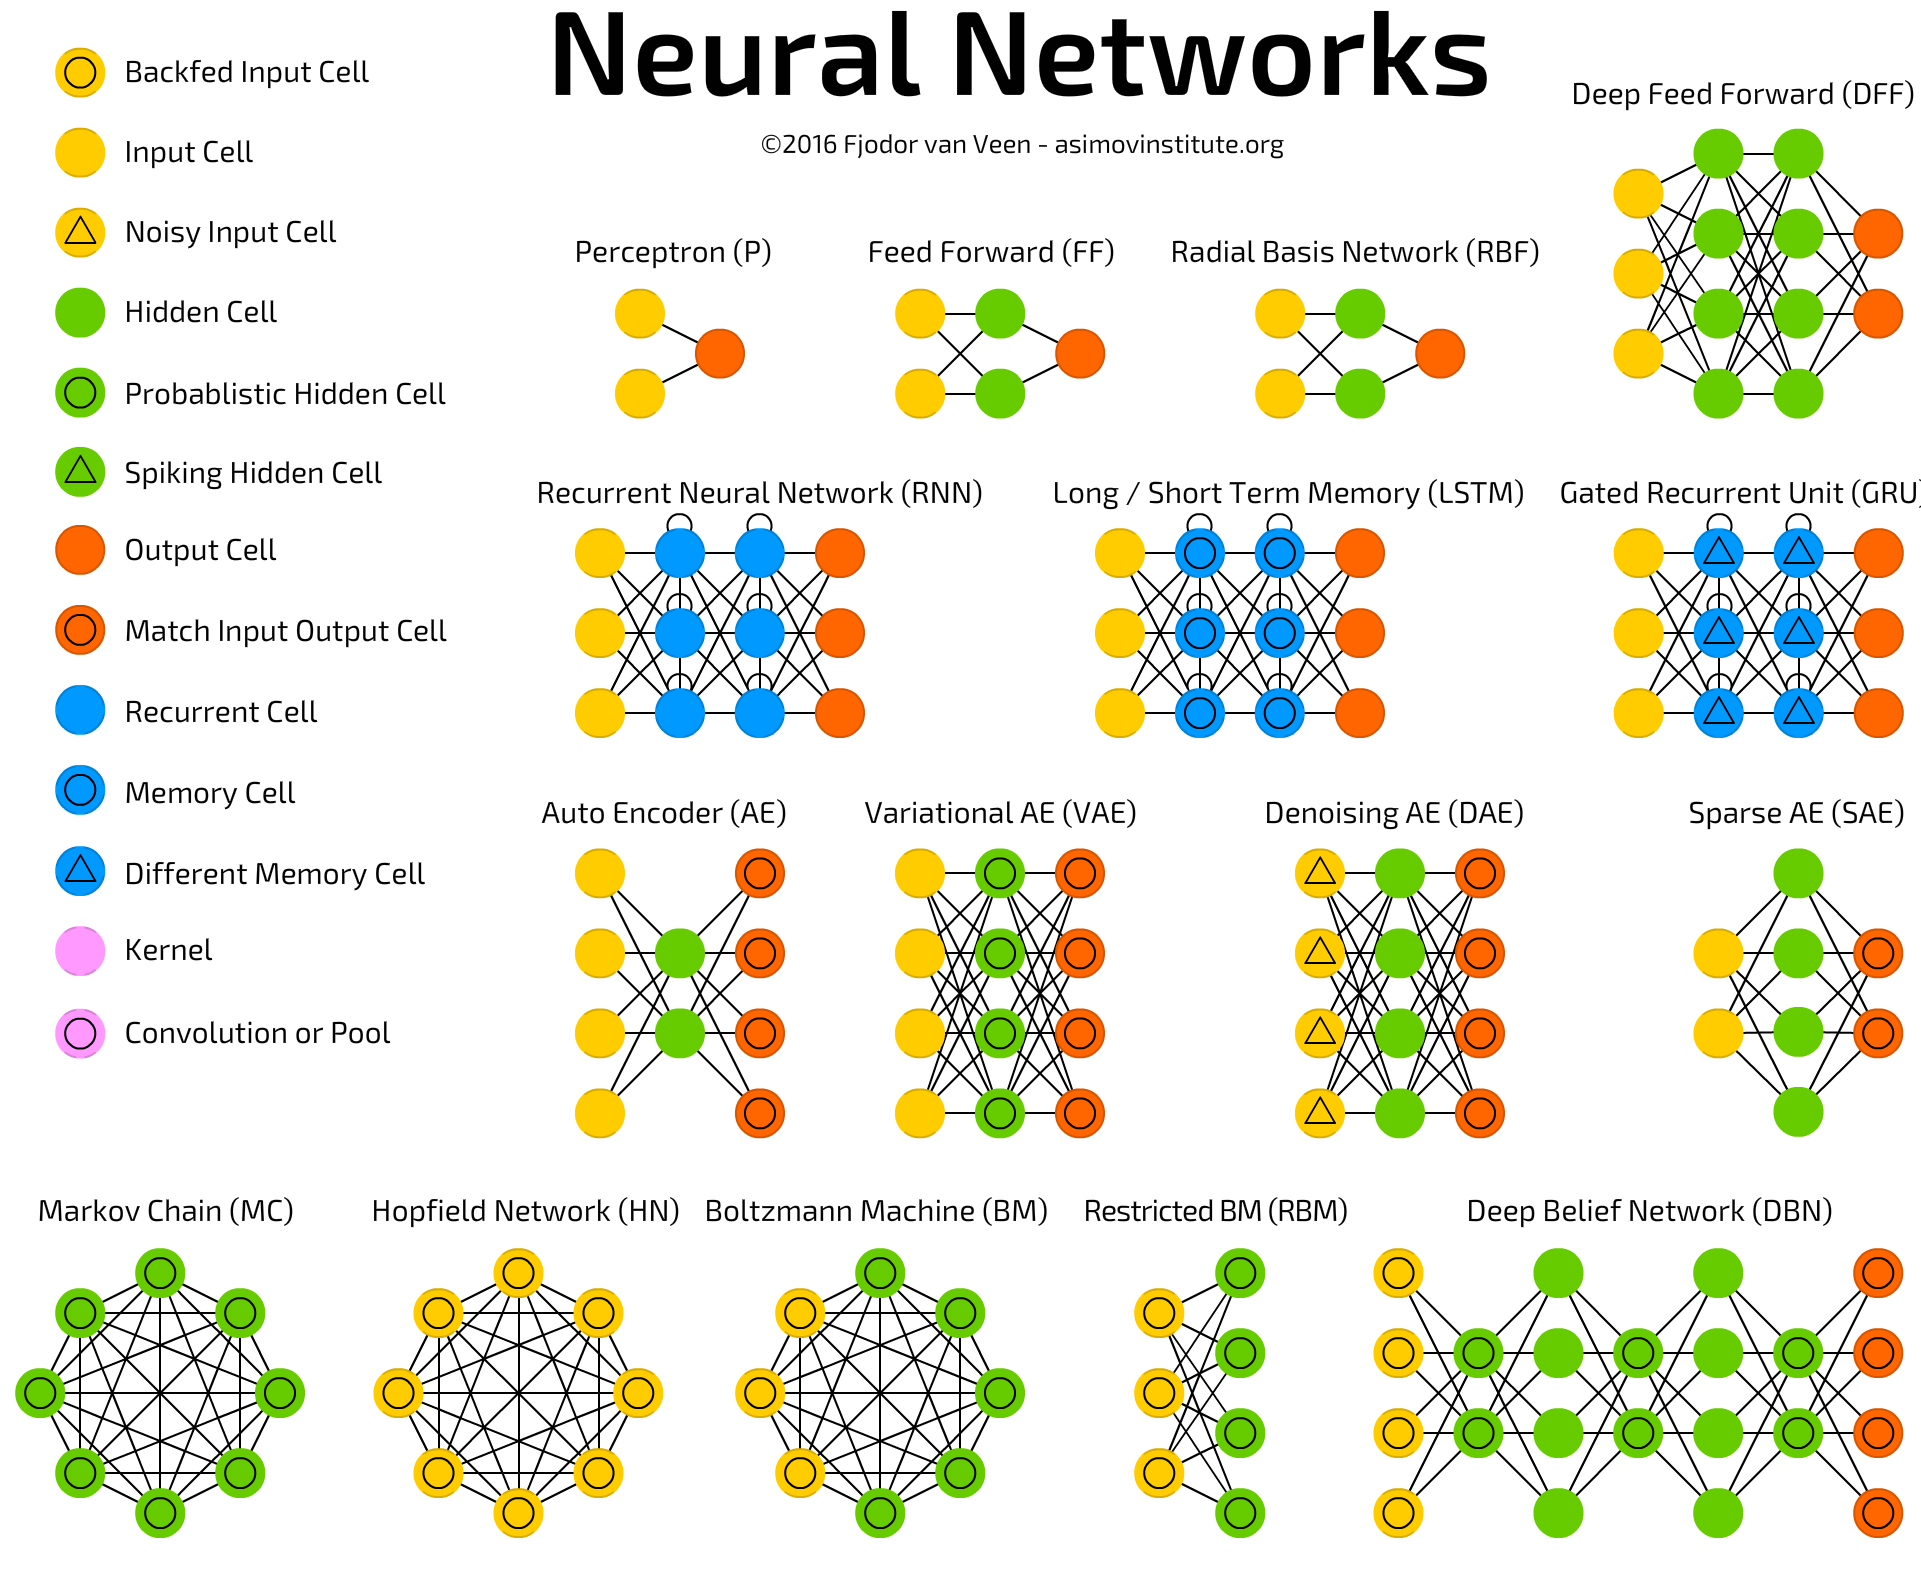 Neural Networks
©2016 Fjodor van Veen - asimovinstitute.org
Backfed Input Cell
Input Cell
Noisy Input Cell
Hidden Cell
Probablistic Hidden Cell
Spiking Hidden Cell
Output Cell
Match Input Output Cell
Recurrent Cell
Memory Cell
Different Memory Cell
Kernel
Convolution or Pool
Deep Feed Forward (DFF)
Perceptron (P)
Feed Forward (FF)
Radial Basis Network (RBF)
Recurrent Neural Network (RNN)
Long / Short Term Memory (LSTM)
Gated Recurrent Unit (GRU)
Auto Encoder (AE)
Variational AE (VAE)
Denoising AE (DAE)
Sparse AE (SAE)
Markov Chain (MC)
Hopfield Network (HN)
Boltzmann Machine (BM)
Restricted BM (RBM)
Deep Belief Network (DBN)